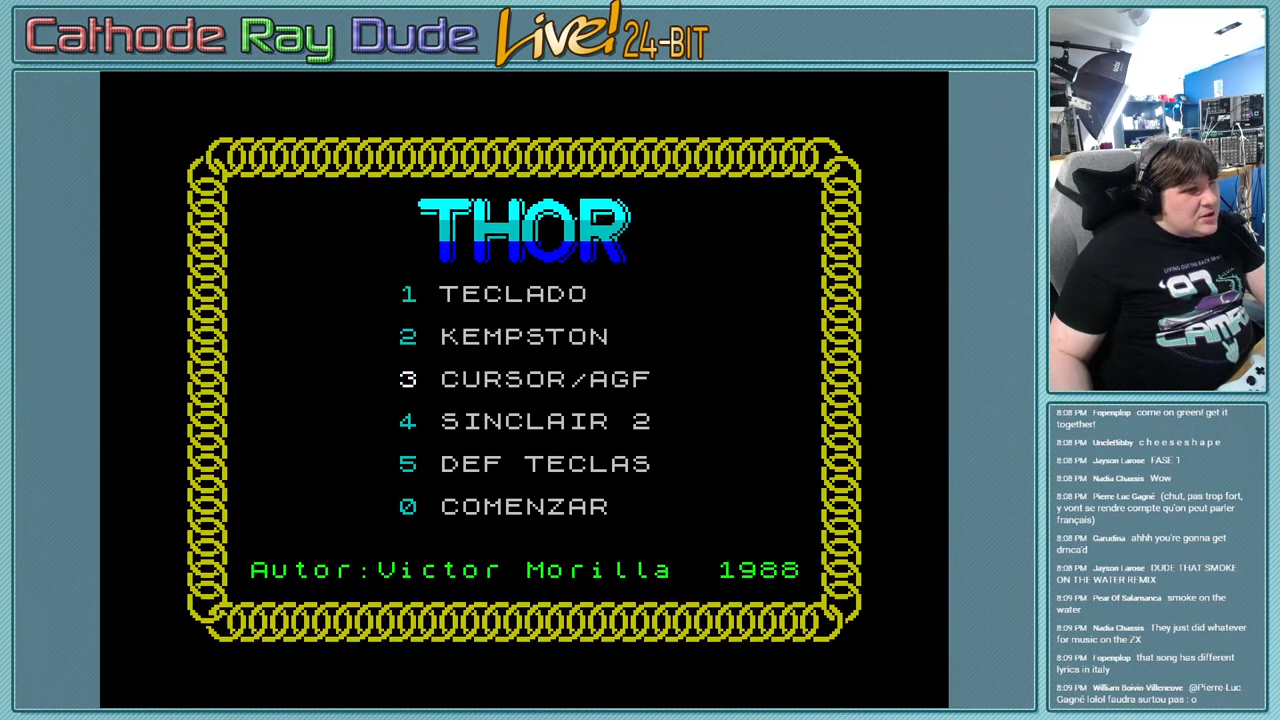 Cathode Ray Dude Live! 24-BIT
THOR
1 TECLADO
2 KEMPSTON
3 CURSOR/AGF
4 SINCLAIR 2
5 DEF TECLAS
0 COMENZAR
Autor:Victor Morilla 1988
'97
8:08 PM Fopenplop come on green! get it
together!
8:08 PM UncleBibby c h e e s e s h a p e
8:08 PM Jayson Larose FASE 1
8:08 PM Nadia Chassis Wow
8:08 PM Pierre-Luc Gagné (chut, pas trop fort,
y vont se rendre compte qu'on peut parler
français)
8:08 PM Garudina ahhh you're gonna get
dmca'd
8:08 PM Jayson Larose DUDE THAT SMOKE
ON THE WATER REMIX
8:09 PM Pear Of Salamanca smoke on the
water
8:09 PM Nadia Chassis They just did whatever
for music on the ZX
8:09 PM Fopenplop that song has different
lyrics in italy
8:09 PM William Boivin-Villeneuve @Pierre-Luc
Gagné lolol faudra surtou pas : o